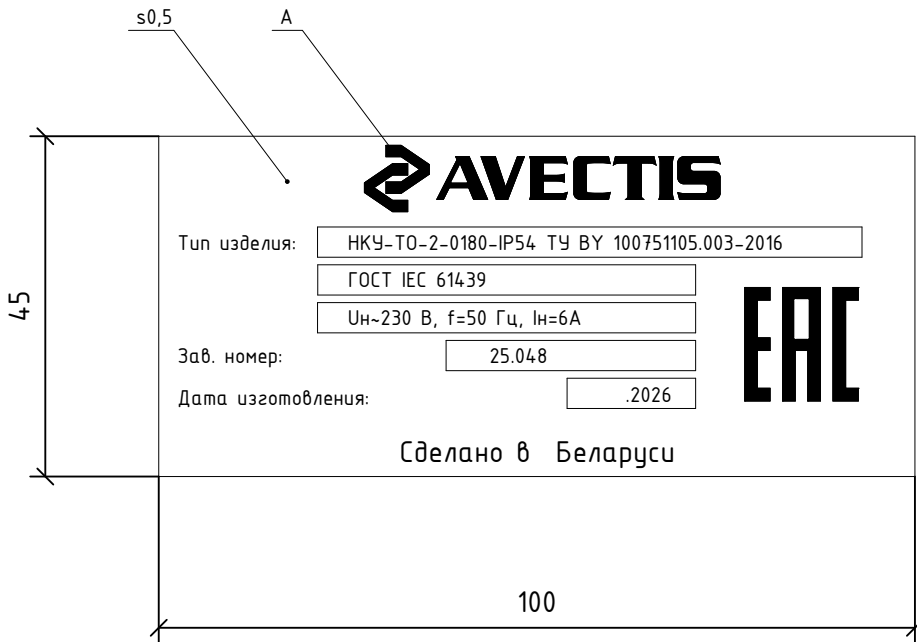 s0,5 А
AVECTIS
Тип изделия: НКУ-ТО-2-0180-IP54 ТУ BY 100751105.003-2016
ГОСТ IEC 61439
Uн~230 В, f=50 Гц, Iн=6А
EAC
45
Зав. номер: 25.048
Дата изготовления: .2026
Сделано в Беларуси
100